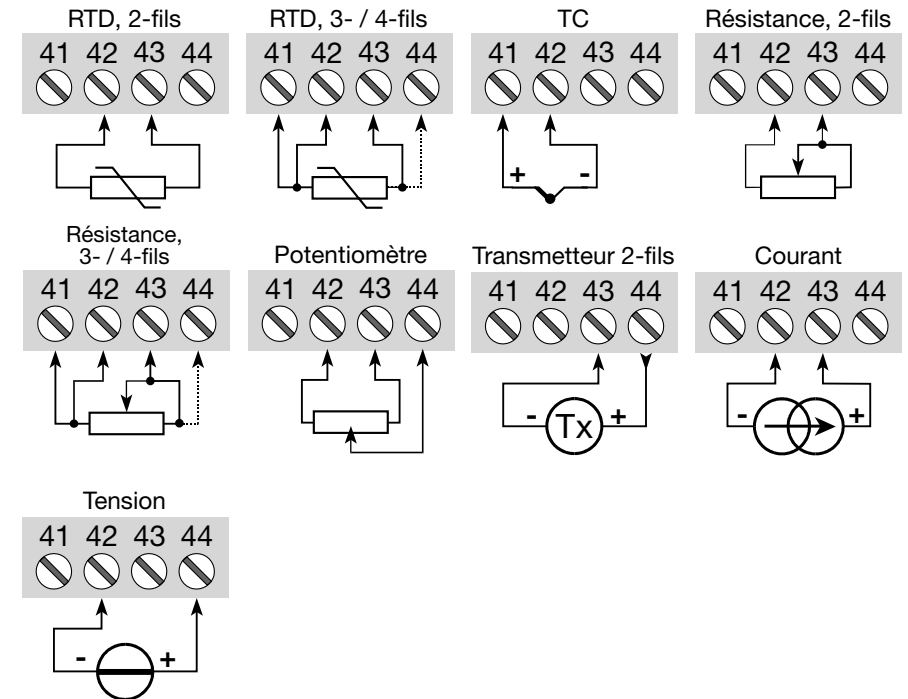 RTD, 2-fils
41 42 43 44
RTD, 3- / 4-fils
41 42 43 44
TC
41 42 43 44
+ -
Résistance, 2-fils
41 42 43 44
Résistance,
3- / 4-fils
41 42 43 44
Potentiomètre
41 42 43 44
Transmetteur 2-fils
41 42 43 44
- Tx +
Courant
41 42 43 44
- +
Tension
41 42 43 44
- +